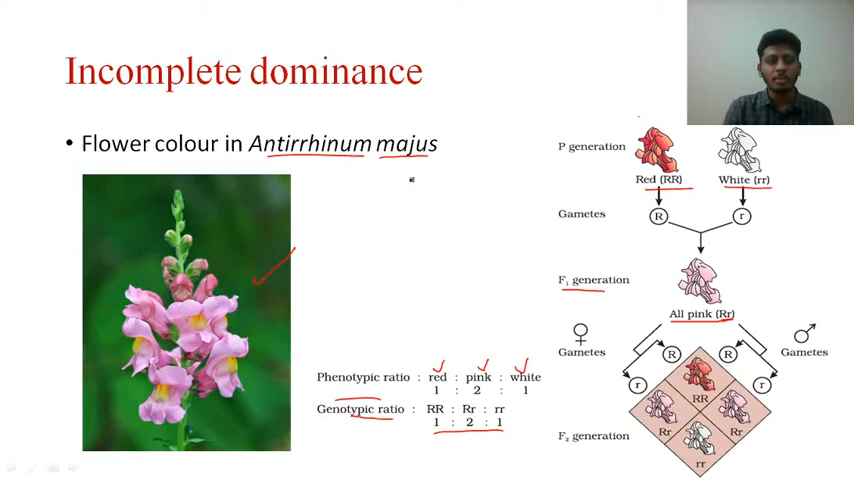 Incomplete dominance
• Flower colour in Antirrhinum majus
P generation
Red (RR) White (rr)
Gametes R r
F₁ generation
All pink (Rr)
♀ ♂
Gametes R R Gametes
r r
RR
Rr Rr
F₂ generation
rr
Phenotypic ratio : red : pink : white
1 : 2 : 1
Genotypic ratio : RR : Rr : rr
1 : 2 : 1